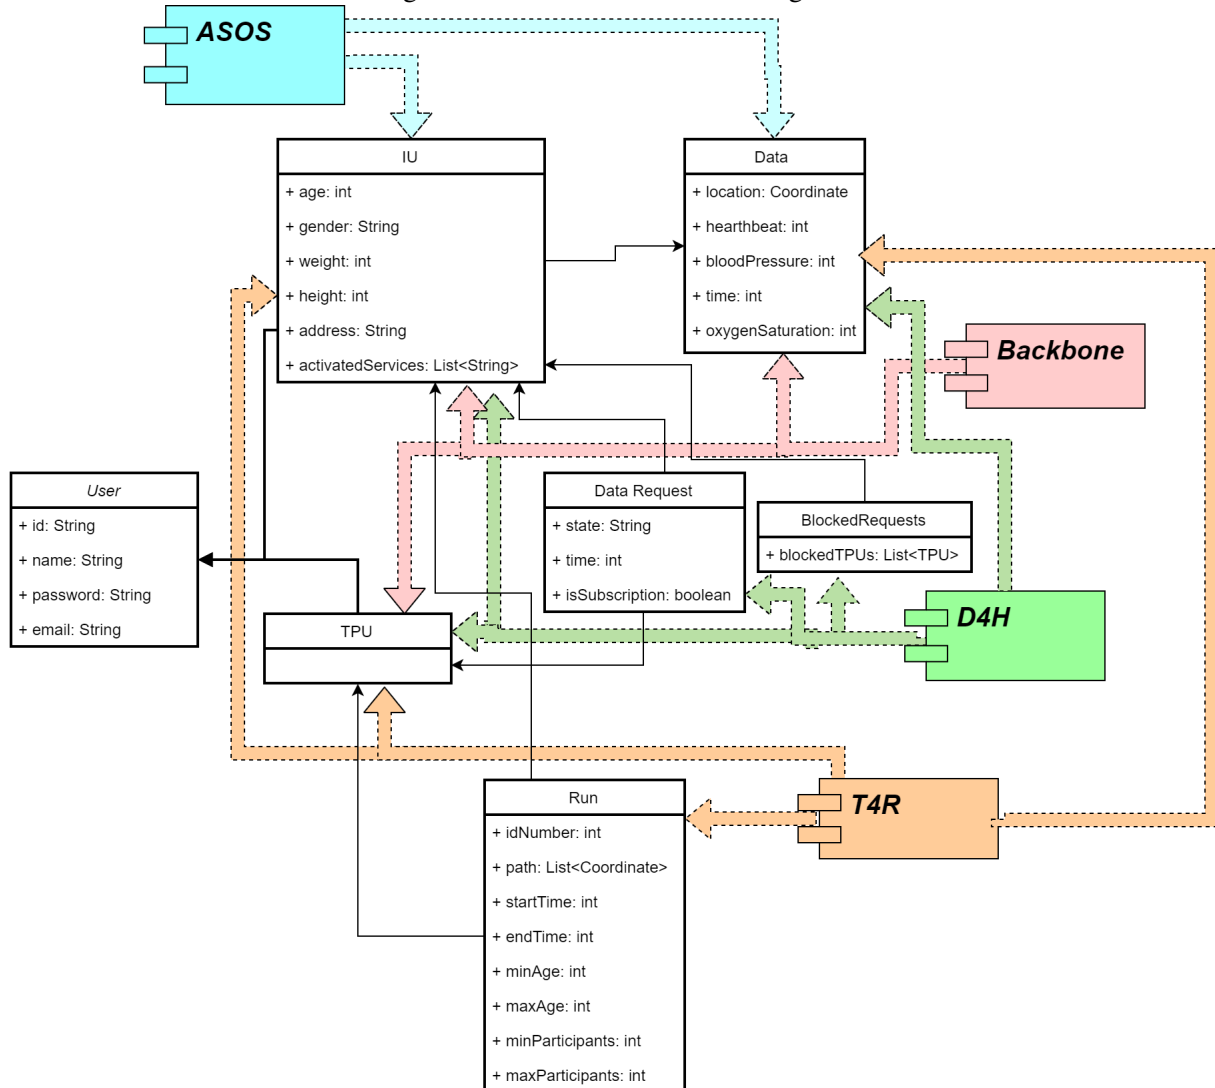 ASOS
IU
+ age: int
+ gender: String
+ weight: int
+ height: int
+ address: String
+ activatedServices: List<String>
Data
+ location: Coordinate
+ hearthbeat: int
+ bloodPressure: int
+ time: int
+ oxygenSaturation: int
Backbone
User
+ id: String
+ name: String
+ password: String
+ email: String
Data Request
+ state: String
+ time: int
+ isSubscription: boolean
BlockedRequests
+ blockedTPUs: List<TPU>
D4H
TPU
T4R
Run
+ idNumber: int
+ path: List<Coordinate>
+ startTime: int
+ endTime: int
+ minAge: int
+ maxAge: int
+ minParticipants: int
+ maxParticipants: int